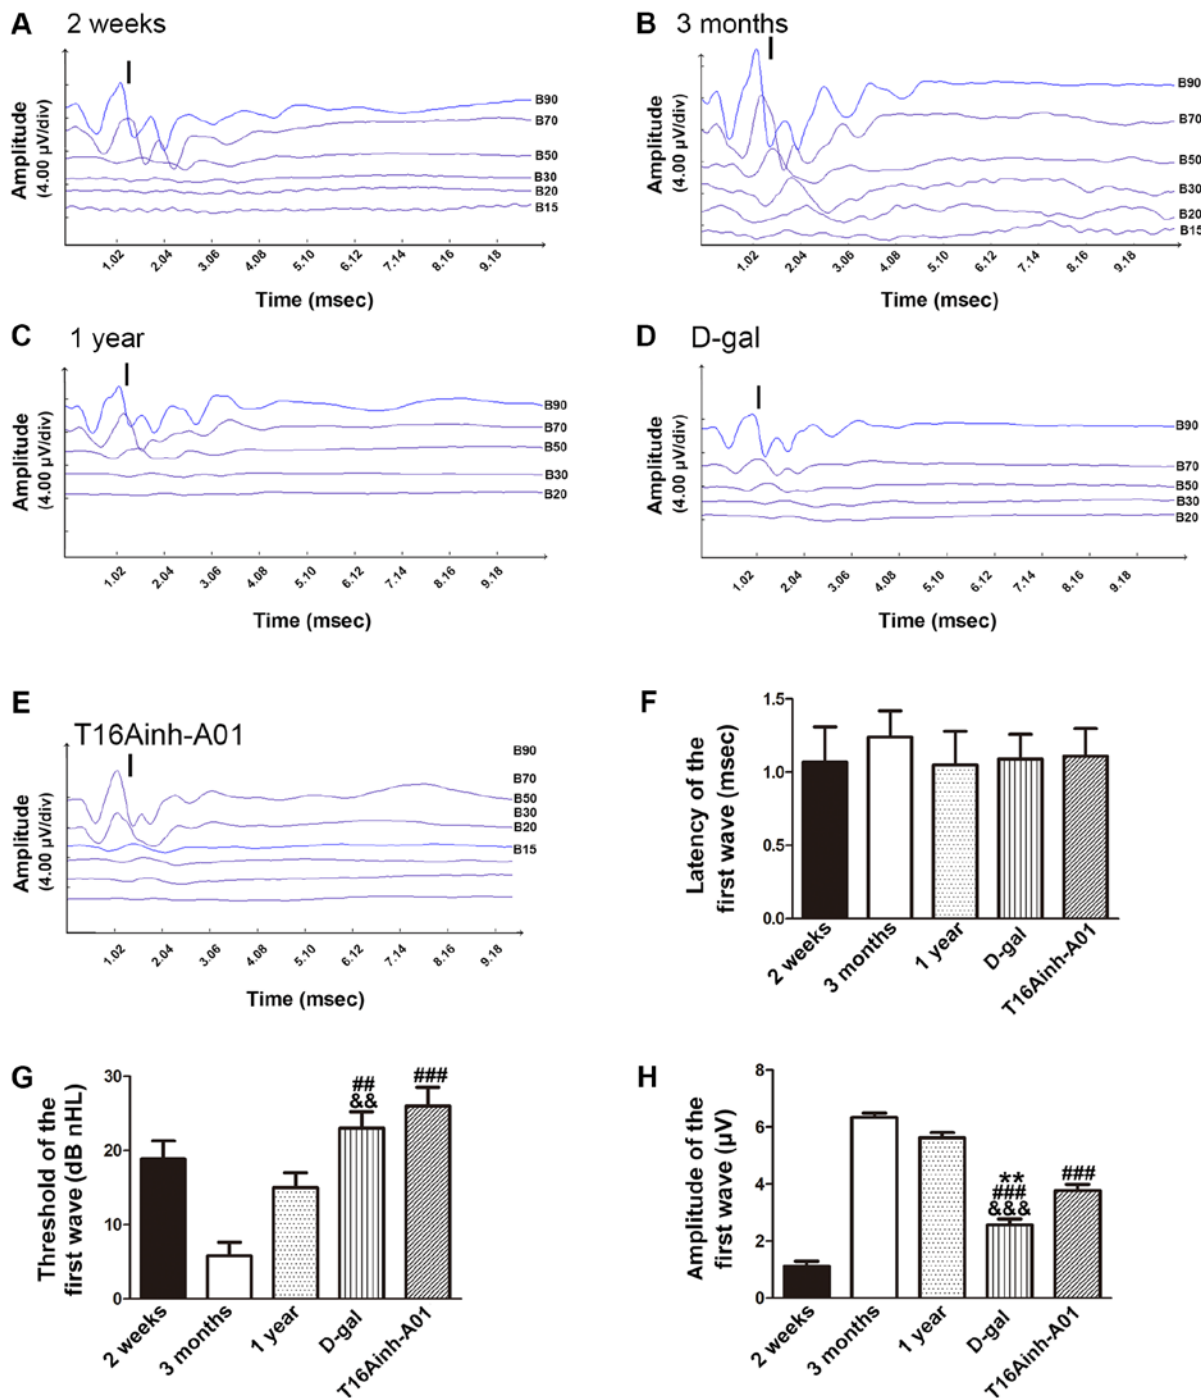 A 2 weeks
Amplitude
(4.00 µV/div)
B90
B70
B50
B30
B20
B15
1.02 2.04 3.06 4.08 5.10 6.12 7.14 8.16 9.18
Time (msec)
B 3 months
Amplitude
(4.00 µV/div)
B90
B70
B50
B30
B20
B15
1.02 2.04 3.06 4.08 5.10 6.12 7.14 8.16 9.18
Time (msec)
C 1 year
Amplitude
(4.00 µV/div)
B90
B70
B50
B30
B20
1.02 2.04 3.06 4.08 5.10 6.12 7.14 8.16 9.18
Time (msec)
D D-gal
Amplitude
(4.00 µV/div)
B90
B70
B50
B30
B20
1.02 2.04 3.06 4.08 5.10 6.12 7.14 8.16 9.18
Time (msec)
E
T16Ainh-A01
Amplitude
(4.00 µV/div)
B90
B70
B50
B30
B20
B15
1.02 2.04 3.06 4.08 5.10 6.12 7.14 8.16 9.18
Time (msec)
F
Latency of the
first wave (msec)
1.5
1.0
0.5
0.0
2 weeks 3 months 1 year D-gal T16Ainh-A01
G
Threshold of the
first wave (dB nHL)
30
20
10
0
##
&&
###
2 weeks 3 months 1 year D-gal T16Ainh-A01
H
Amplitude of the
first wave (µV)
8
6
4
2
0
**
###
&&&
###
2 weeks 3 months 1 year D-gal T16Ainh-A01